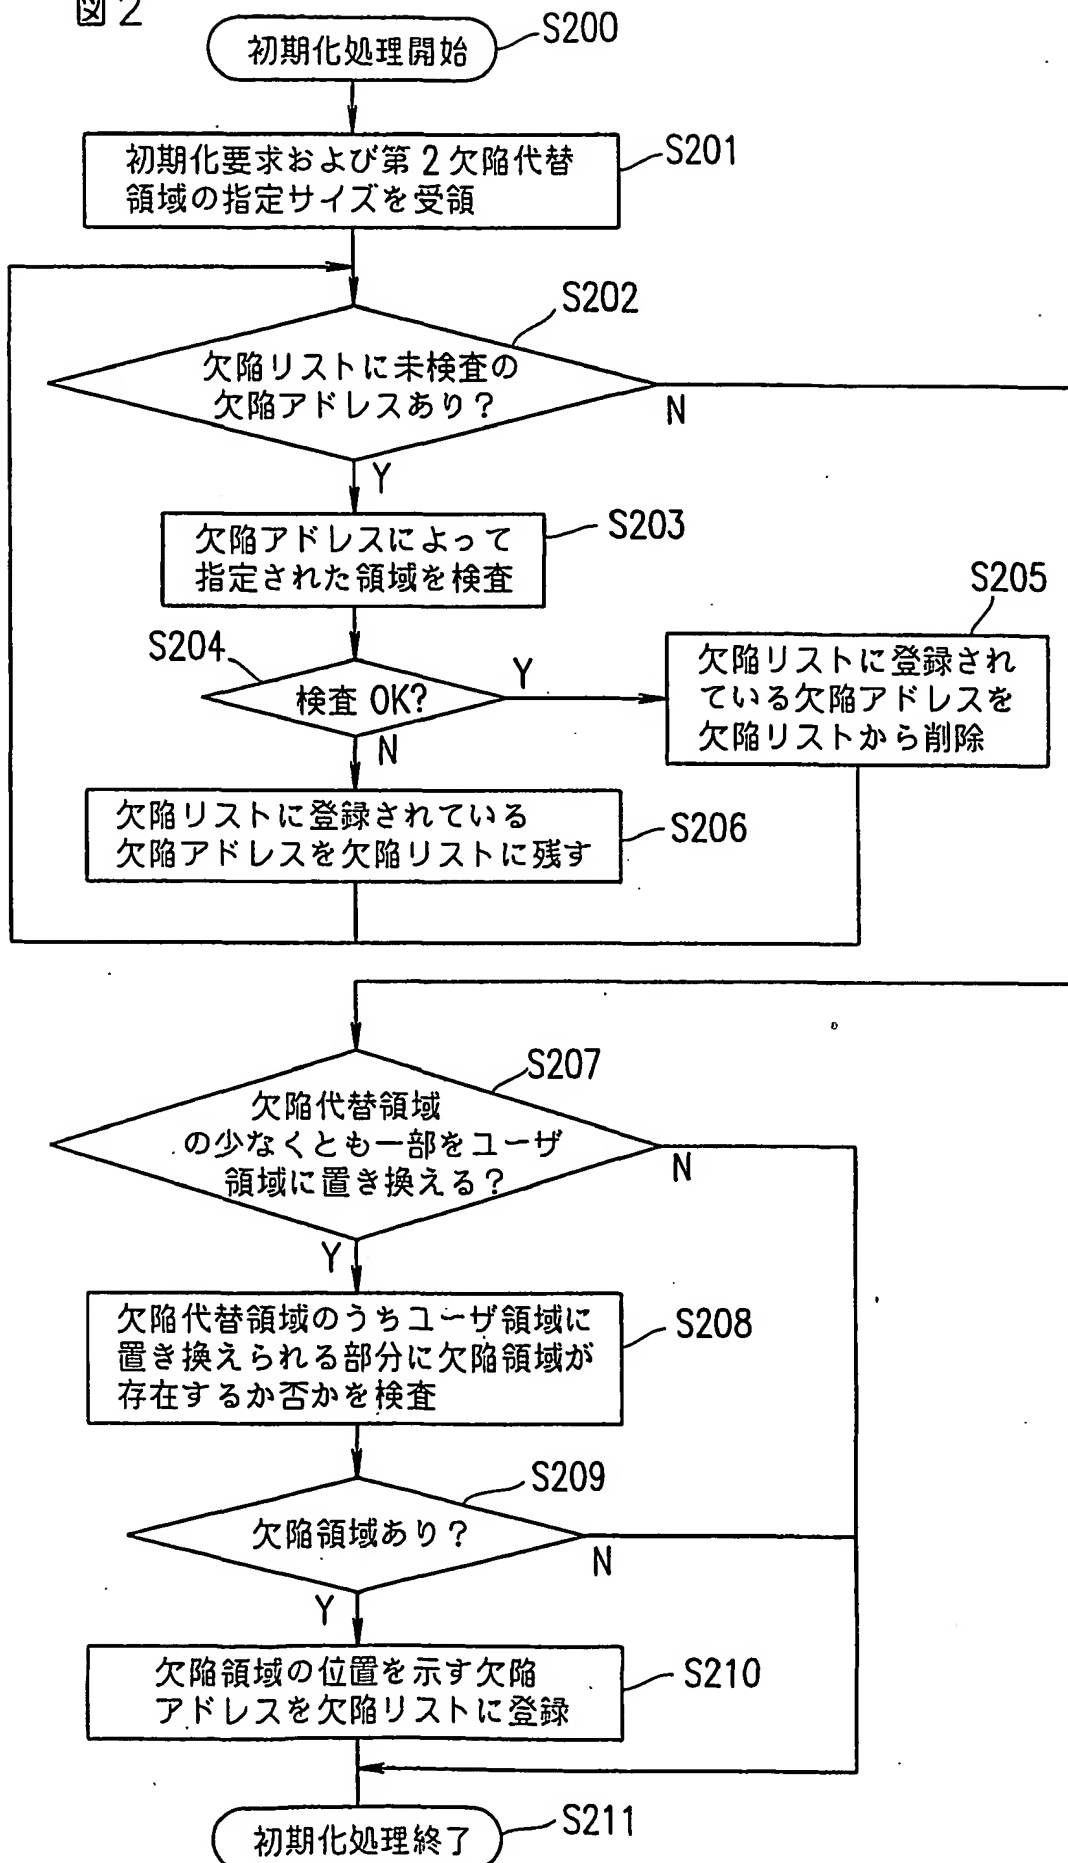 図2
初期化処理開始
S200
初期化要求および第2欠陥代替
領域の指定サイズを受領
S201
S202
欠陥リストに未検査の
欠陥アドレスあり？
N
Y
欠陥アドレスによって
指定された領域を検査
S203
S204
検査 OK?
Y
N
S205
欠陥リストに登録され
ている欠陥アドレスを
欠陥リストから削除
欠陥リストに登録されている
欠陥アドレスを欠陥リストに残す
S206
S207
欠陥代替領域
の少なくとも一部をユーザ
領域に置き換える？
N
Y
欠陥代替領域のうちユーザ領域に
置き換えられる部分に欠陥領域が
存在するか否かを検査
S208
S209
欠陥領域あり？
N
Y
欠陥領域の位置を示す欠陥
アドレスを欠陥リストに登録
S210
初期化処理終了
S211